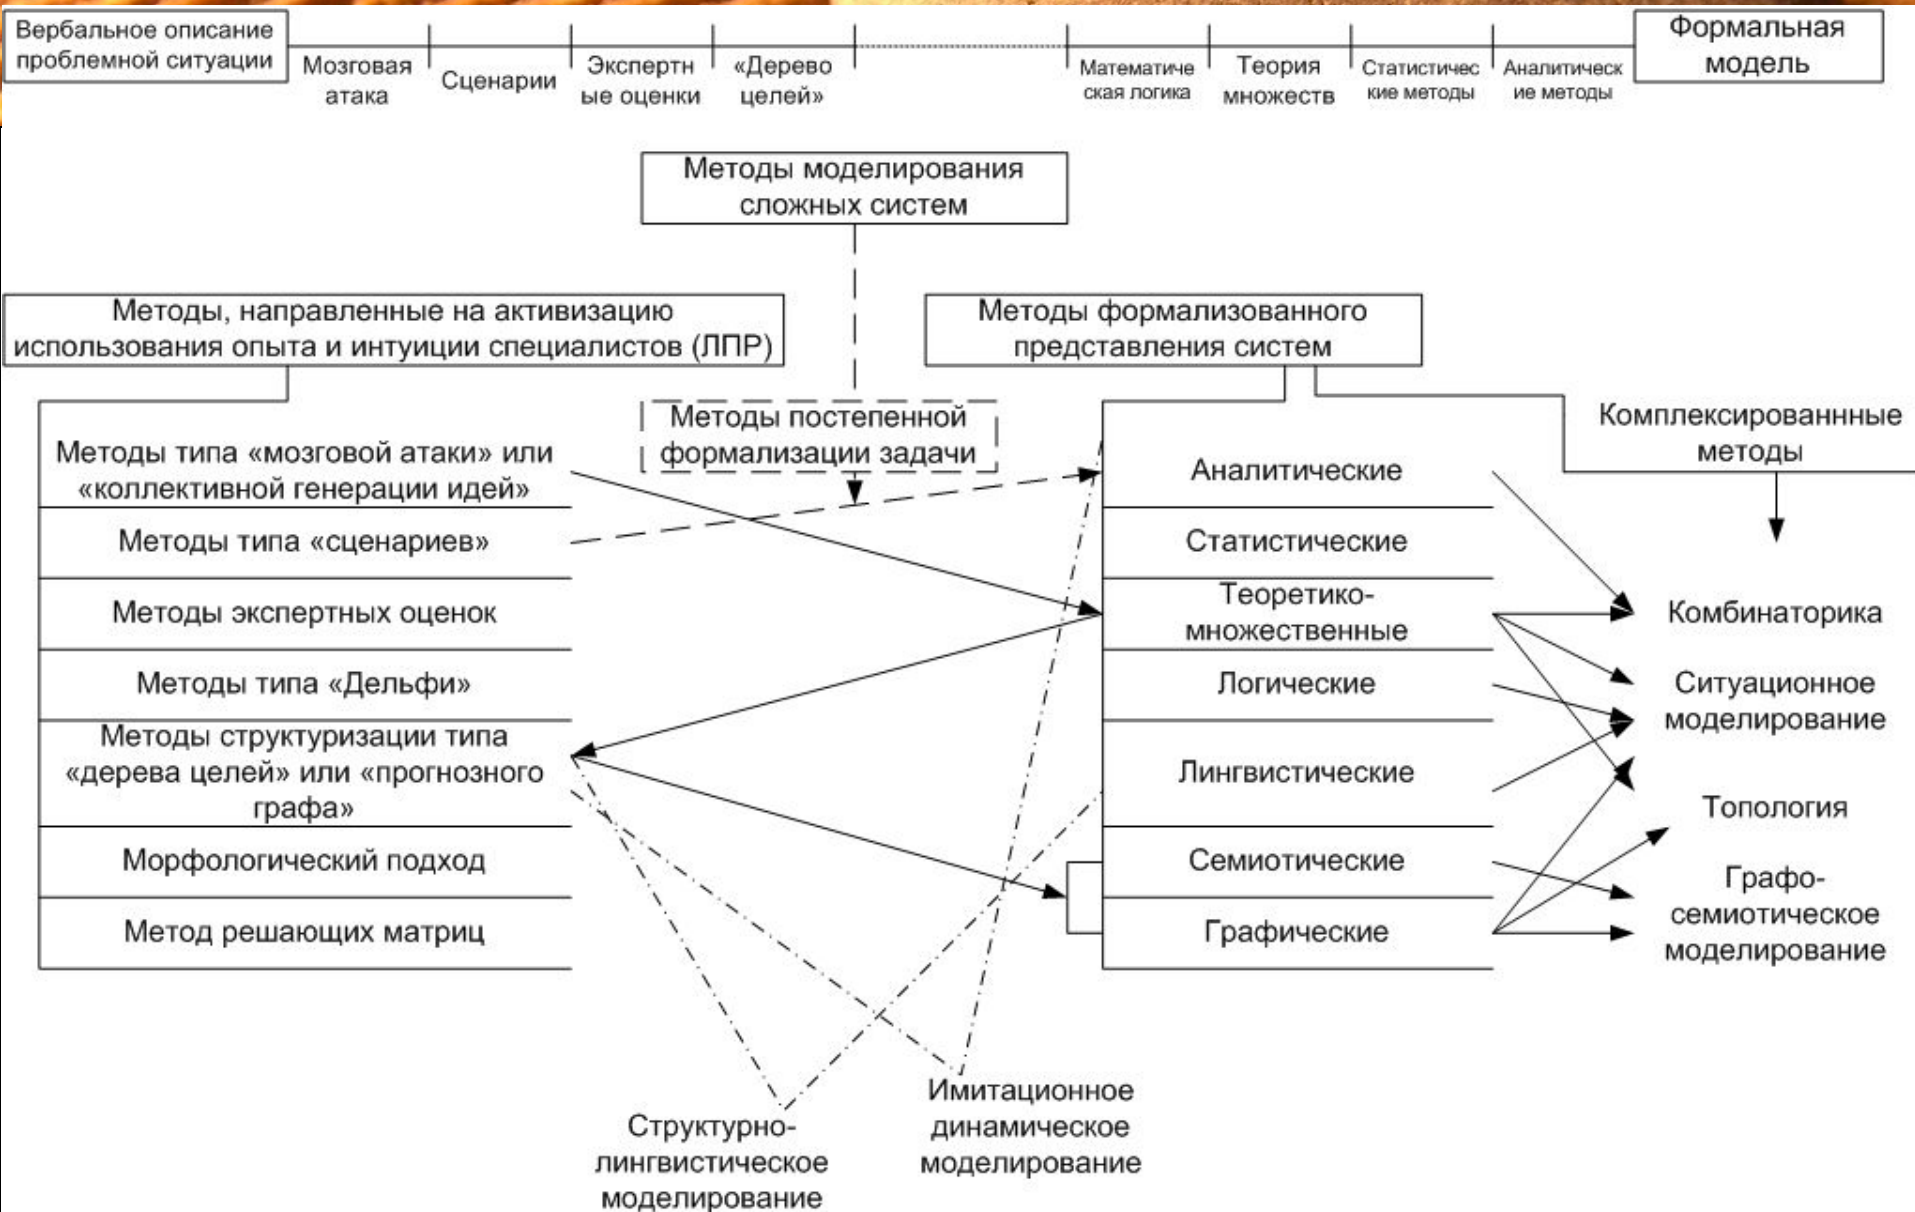 Вербальное описание
проблемной ситуации
Мозговая
атака
Сценарии
Экспертн
ые оценки
«Дерево
целей»
Математиче
ская логика
Теория
множеств
Статистичес
кие методы
Аналитическ
ие методы
Формальная
модель
Методы моделирования
сложных систем
Методы, направленные на активизацию
использования опыта и интуиции специалистов (ЛПР)
Методы формализованного
представления систем
Методы постепенной
формализации задачи
Комплексированнные
методы
Методы типа «мозговой атаки» или
«коллективной генерации идей»
Методы типа «сценариев»
Методы экспертных оценок
Методы типа «Дельфи»
Методы структуризации типа
«дерева целей» или «прогнозного
графа»
Морфологический подход
Метод решающих матриц
Аналитические
Статистические
Теоретико-
множественные
Логические
Лингвистические
Семиотические
Графические
Комбинаторика
Ситуационное
моделирование
Топология
Графо-
семиотическое
моделирование
Структурно-
лингвистическое
моделирование
Имитационное
динамическое
моделирование